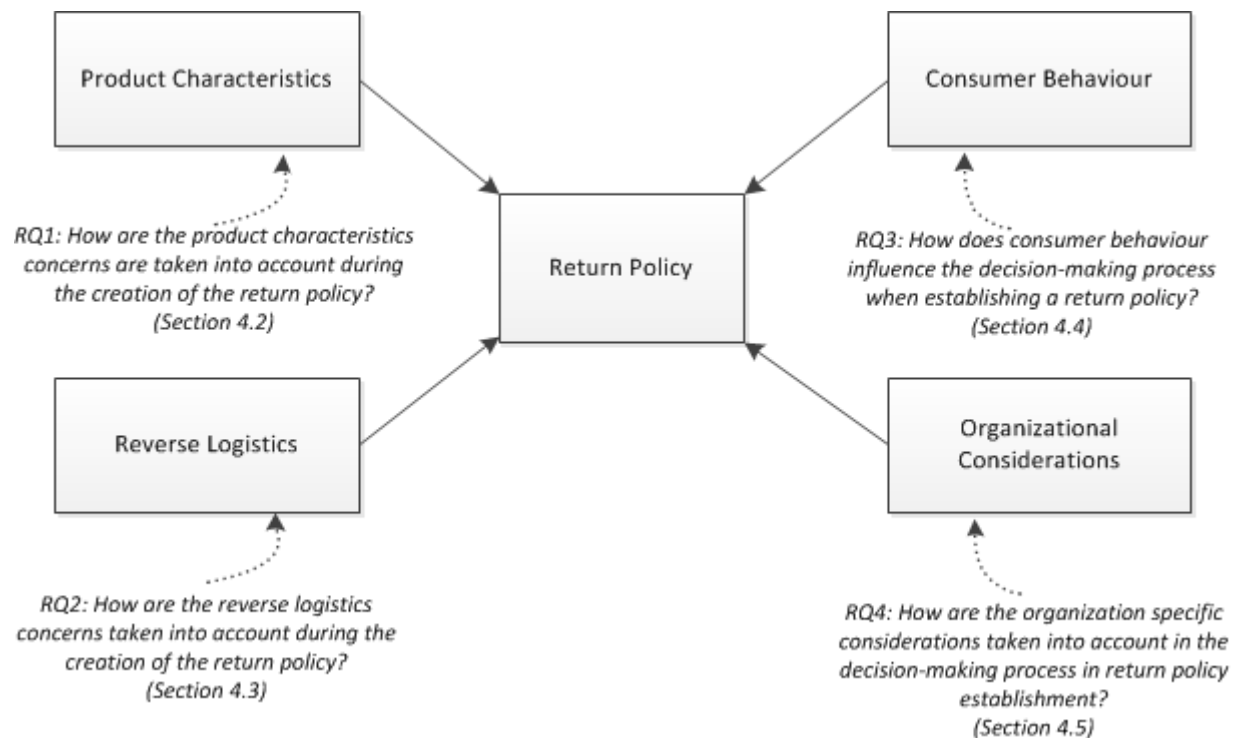 Product Characteristics
Consumer Behaviour
Return Policy
RQ1: How are the product characteristics
concerns are taken into account during
the creation of the return policy?
(Section 4.2)
RQ3: How does consumer behaviour
influence the decision-making process
when establishing a return policy?
(Section 4.4)
Reverse Logistics
Organizational
Considerations
RQ2: How are the reverse logistics
concerns taken into account during the
creation of the return policy?
(Section 4.3)
RQ4: How are the organization specific
considerations taken into account in the
decision-making process in return policy
establishment?
(Section 4.5)